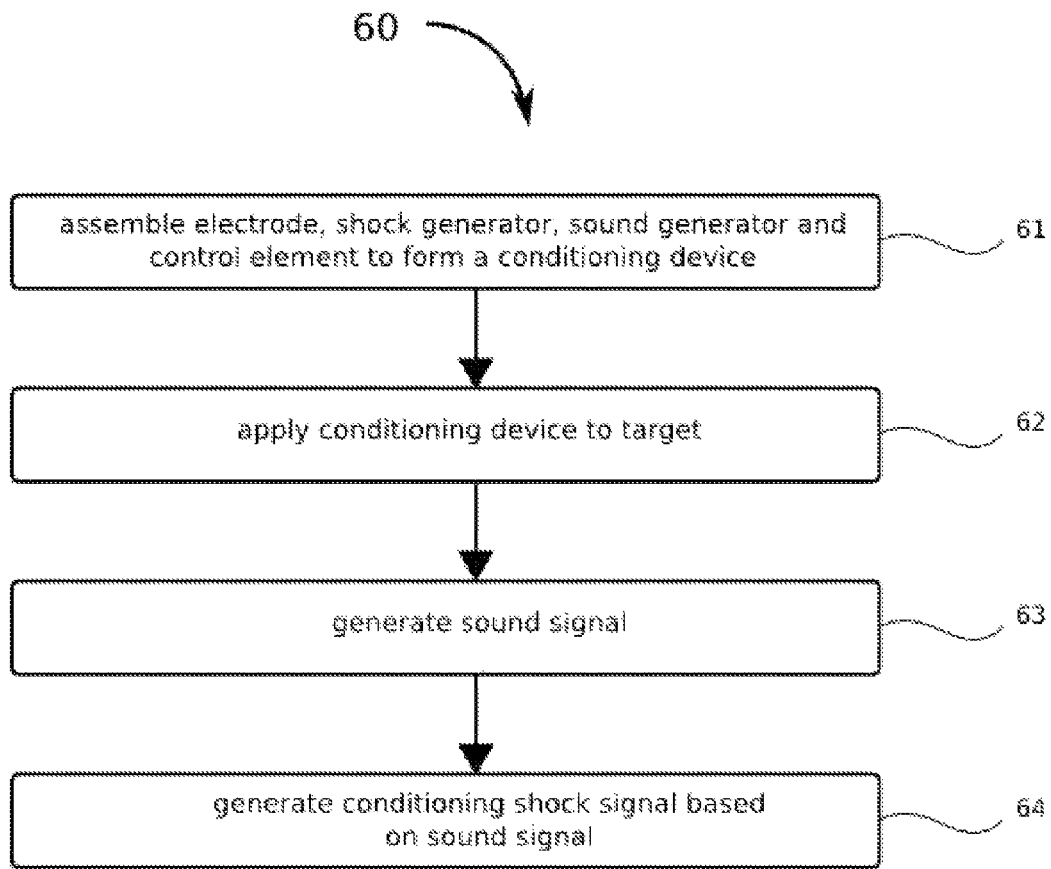 60
assemble electrode, shock generator, sound generator and
control element to form a conditioning device
61
apply conditioning device to target
62
generate sound signal
63
generate conditioning shock signal based
on sound signal
64